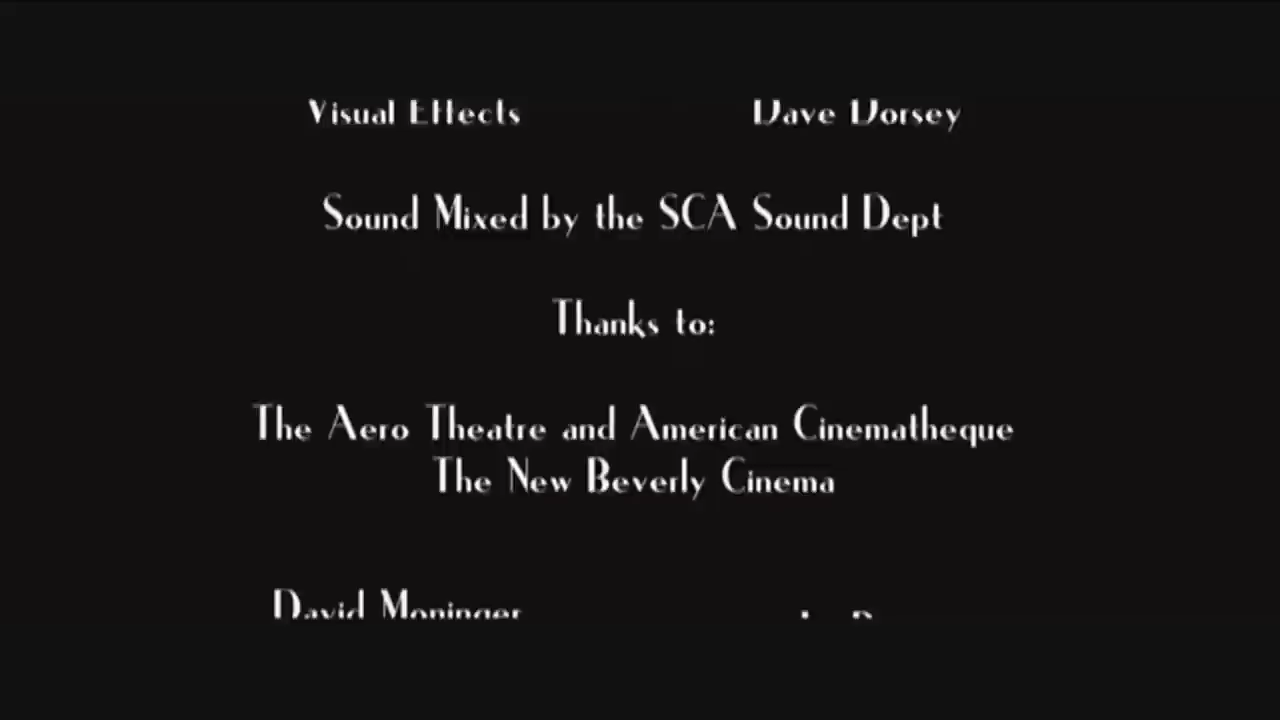 Visual Effects Dave Dorsey
Sound Mixed by the SCA Sound Dept
Thanks to:
The Aero Theatre and American Cinematheque
The New Beverly Cinema
David Moninger